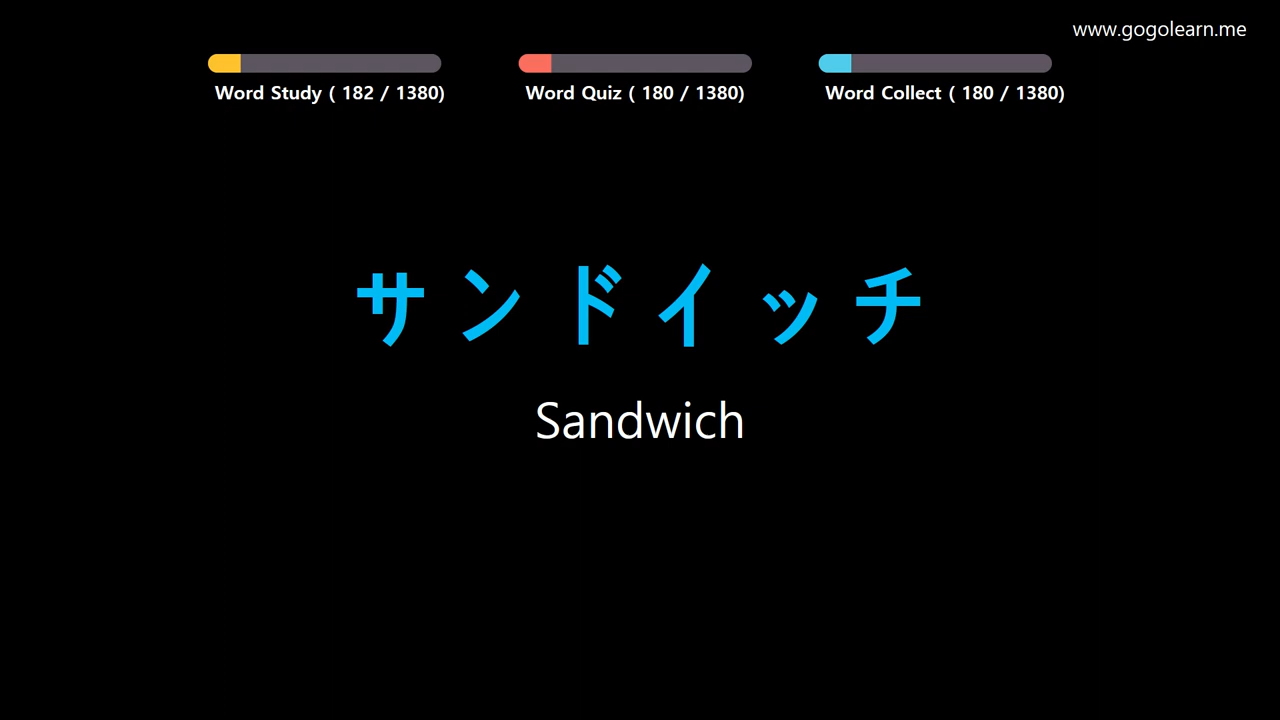 www.gogolearn.me
Word Study ( 182 / 1380)
Word Quiz ( 180 / 1380)
Word Collect ( 180 / 1380)
サンドイッチ
Sandwich